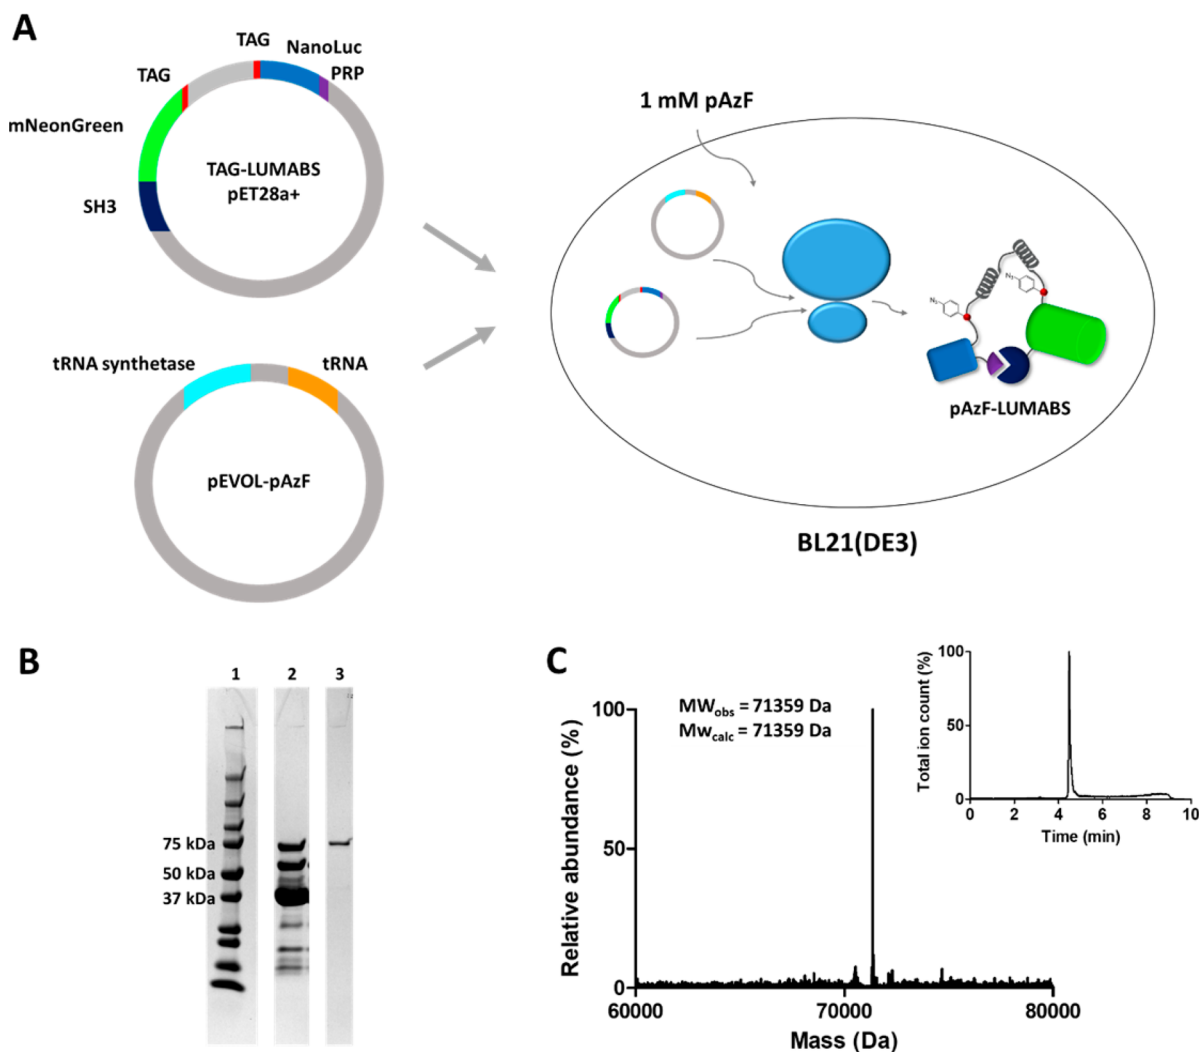 A
TAG
NanoLuc
TAG
PRP
mNeonGreen
TAG-LUMABS
pET28a+
SH3
1 mM pAzF
N₃
N₃
pAzF-LUMABS
tRNA synthetase
tRNA
pEVOL-pAzF
BL21(DE3)
B
1
2
3
75 kDa
50 kDa
37 kDa
C
MWobs = 71359 Da
Mwcalc = 71359 Da
Relative abundance (%)
100
50
0
60000
70000
80000
Mass (Da)
Total ion count (%)
100
50
0
0
2
4
6
8
10
Time (min)